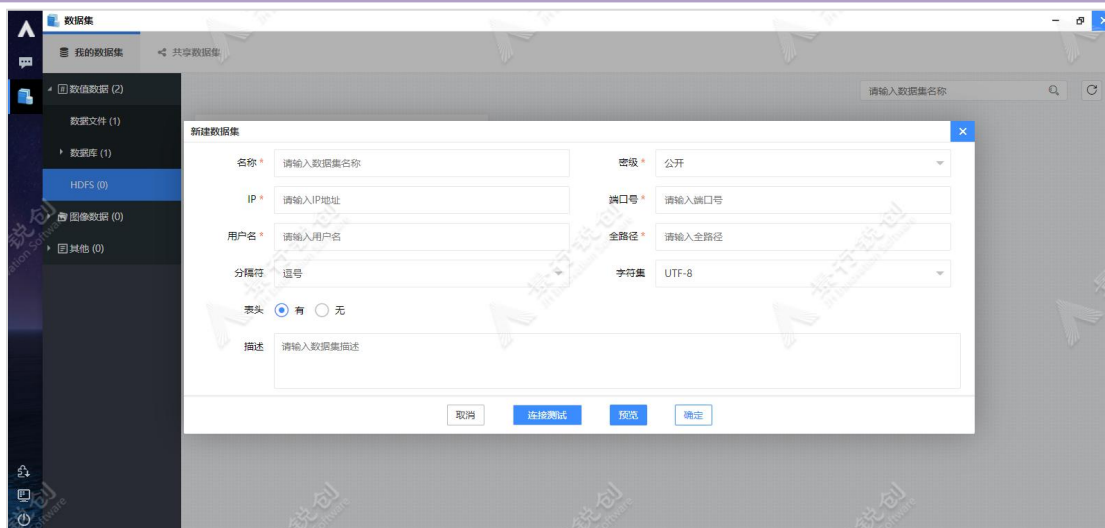 数据集
我的数据集 共享数据集
数值数据 (2)
请输入数据集名称
数据文件 (1)
新建数据集
数据库 (1)
名称 * 请输入数据集名称 密级 * 公开
HDFS (0)
IP * 请输入IP地址 端口号 * 请输入端口号
图像数据 (0)
用户名 * 请输入用户名 全路径 * 请输入全路径
其他 (0)
分隔符 逗号 字符集 UTF-8
表头 有 无
描述 请输入数据集描述
取消 连接测试 预览 确定